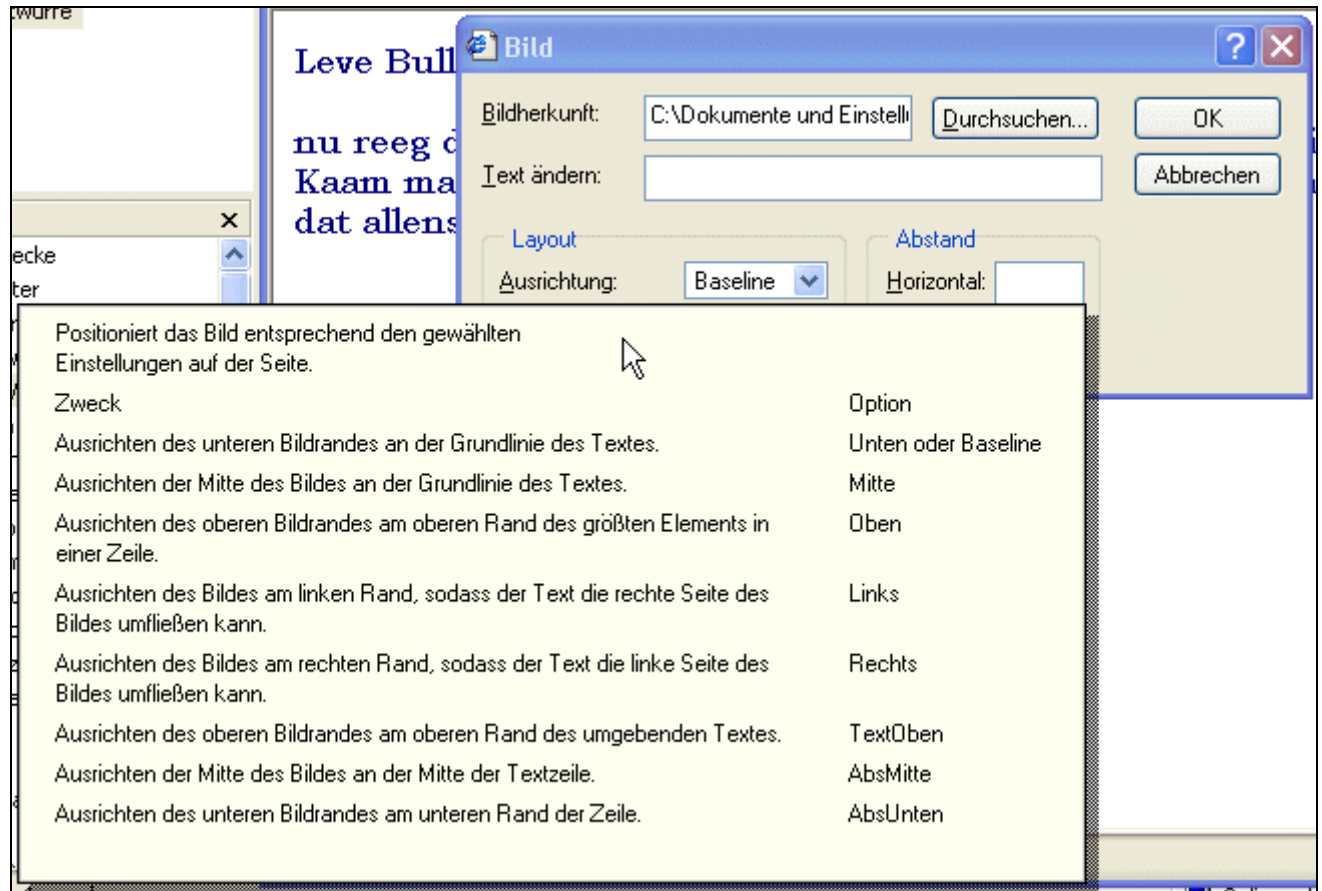 Leve Bull
nu reeg d
Kaam ma
dat allens
ecke
ter
Bild
Bildherkunft: C:\Dokumente und Einstell Durchsuchen... OK
Text ändern: Abbrechen
Layout Abstand
Ausrichtung: Baseline Horizontal:
Positioniert das Bild entsprechend den gewählten
Einstellungen auf der Seite.
Zweck Option
Ausrichten des unteren Bildrandes an der Grundlinie des Textes. Unten oder Baseline
Ausrichten der Mitte des Bildes an der Grundlinie des Textes. Mitte
Ausrichten des oberen Bildrandes am oberen Rand des größten Elements in Oben
einer Zeile.
Ausrichten des Bildes am linken Rand, sodass der Text die rechte Seite des Links
Bildes umfließen kann.
Ausrichten des Bildes am rechten Rand, sodass der Text die linke Seite des Rechts
Bildes umfließen kann.
Ausrichten des oberen Bildrandes am oberen Rand des umgebenden Textes. TextOben
Ausrichten der Mitte des Bildes an der Mitte der Textzeile. AbsMitte
Ausrichten des unteren Bildrandes am unteren Rand der Zeile. AbsUnten